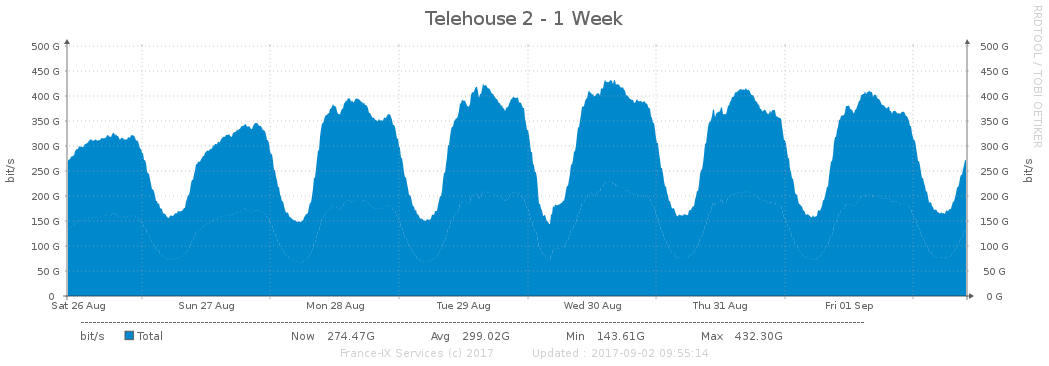 Telehouse 2 - 1 Week
RRDTOOL / TOBI OETIKER
500 G 500 G
450 G 450 G
400 G 400 G
350 G 350 G
300 G 300 G
250 G 250 G
200 G 200 G
150 G 150 G
100 G 100 G
50 G 50 G
0 0 G
bit/s bit/s
Sat 26 Aug Sun 27 Aug Mon 28 Aug Tue 29 Aug Wed 30 Aug Thu 31 Aug Fri 01 Sep
bit/s Total Now 274.47G Avg 299.02G Min 143.61G Max 432.30G
France-IX Services (c) 2017 Updated : 2017-09-02 09:55:14